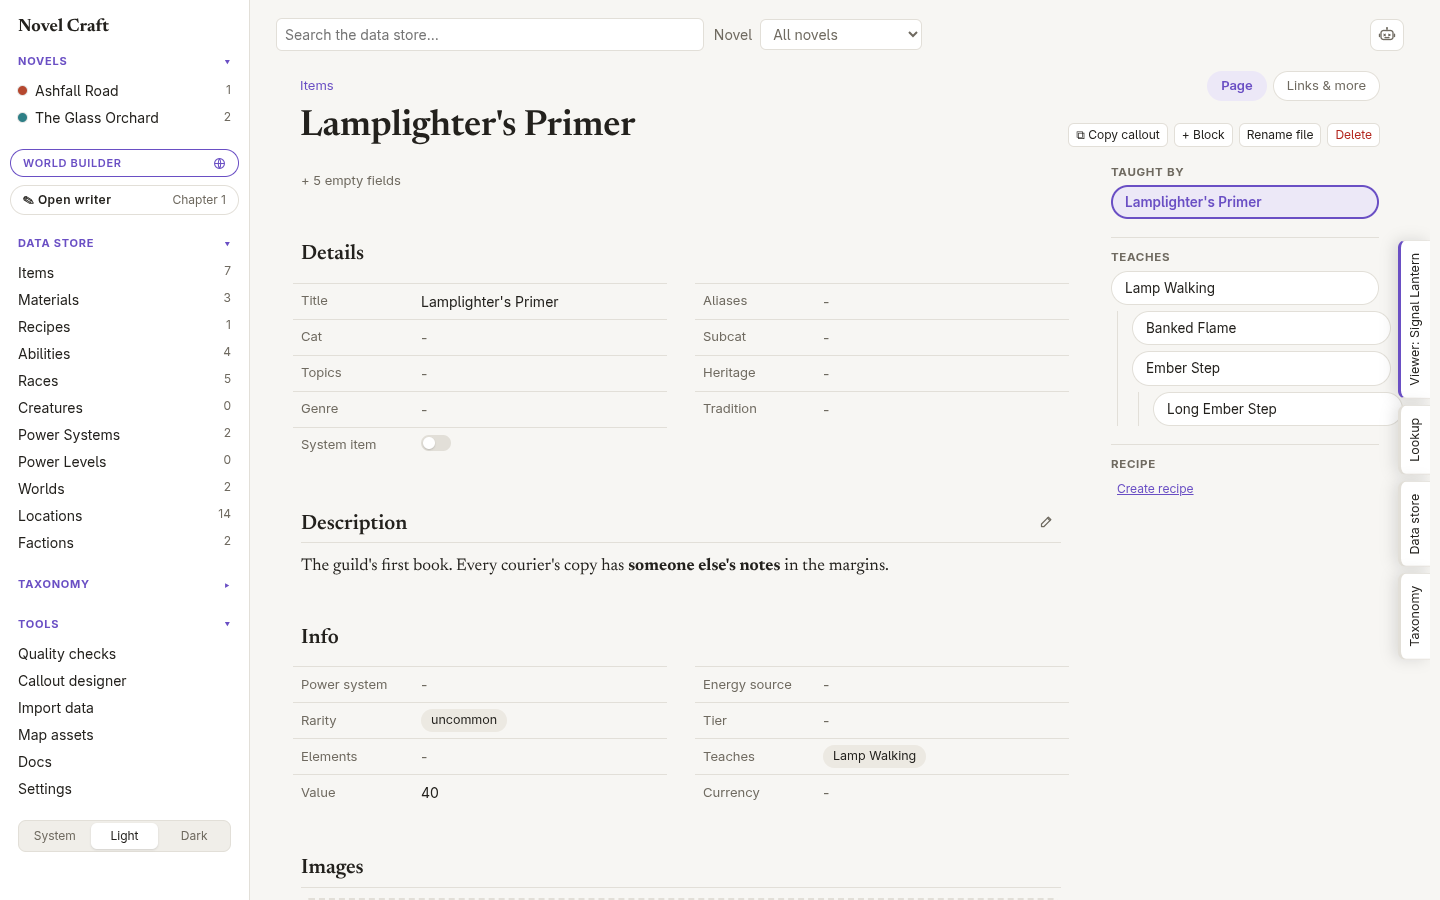 Novel Craft
NOVELS
Ashfall Road 1
The Glass Orchard 2
WORLD BUILDER
Open writer Chapter 1
DATA STORE
Items 7
Materials 3
Recipes 1
Abilities 4
Races 5
Creatures 0
Power Systems 2
Power Levels 0
Worlds 2
Locations 14
Factions 2
TAXONOMY
TOOLS
Quality checks
Callout designer
Import data
Map assets
Docs
Settings
System Light Dark
Search the data store... Novel All novels
Items
Page Links & more
Lamplighter's Primer
Copy callout + Block Rename file Delete
+ 5 empty fields
Details
Title Lamplighter's Primer Aliases -
Cat - Subcat -
Topics - Heritage -
Genre - Tradition -
System item
Description
The guild's first book. Every courier's copy has someone else's notes in the margins.
Info
Power system - Energy source -
Rarity uncommon Tier -
Elements - Teaches Lamp Walking
Value 40 Currency -
Images
TAUGHT BY
Lamplighter's Primer
TEACHES
Lamp Walking
Banked Flame
Ember Step
Long Ember Step
RECIPE
Create recipe
Viewer: Signal Lantern
Lookup
Data store
Taxonomy